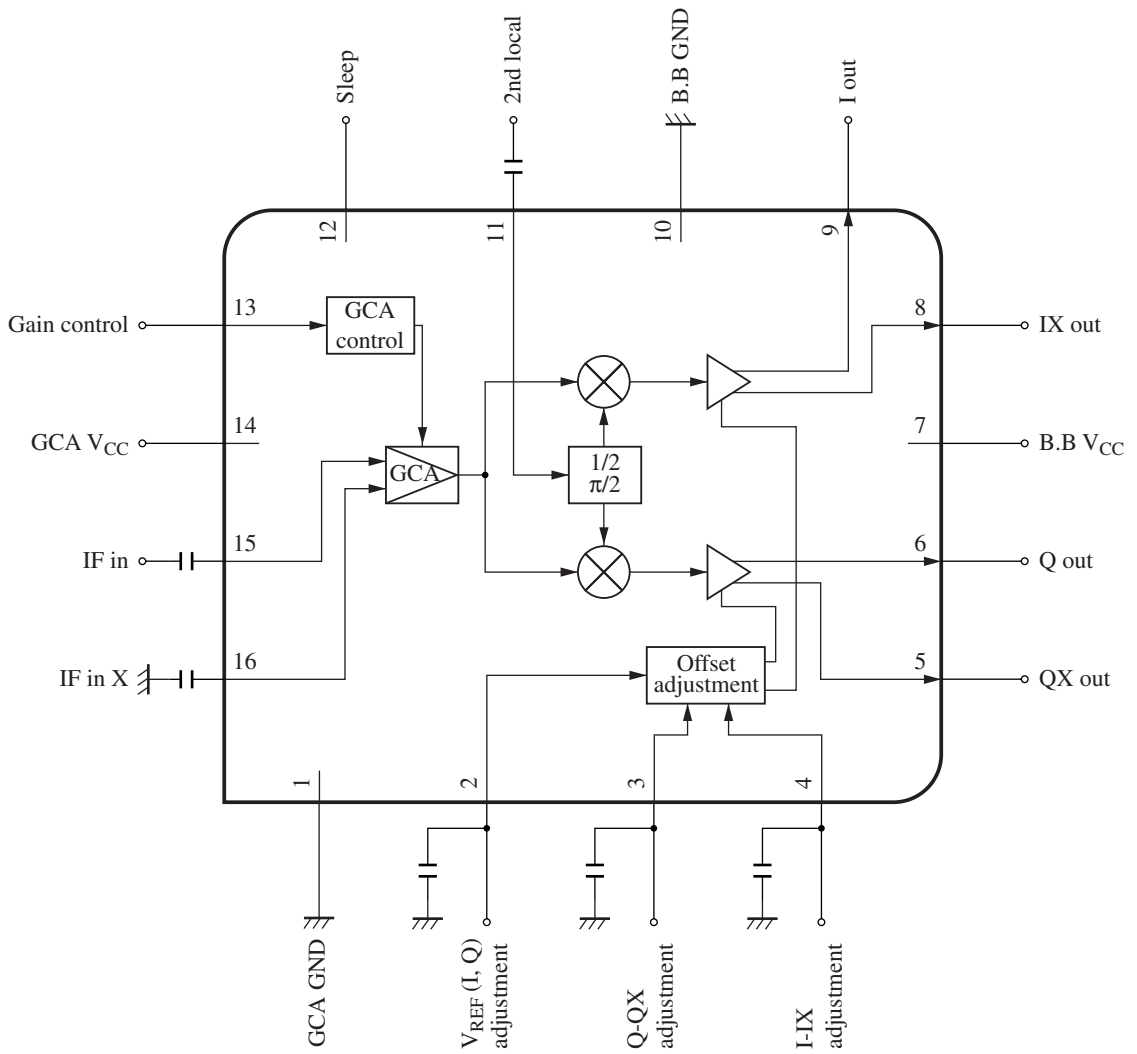 Sleep
2nd local
B.B GND
I out
12
11
10
9
Gain control
13
GCA
control
8
IX out
GCA VCC
14
7
B.B VCC
GCA
1/2
π/2
IF in
15
6
Q out
IF in X
16
Offset
adjustment
5
QX out
1
2
3
4
GCA GND
VREF (I, Q)
adjustment
Q-QX
adjustment
I-IX
adjustment